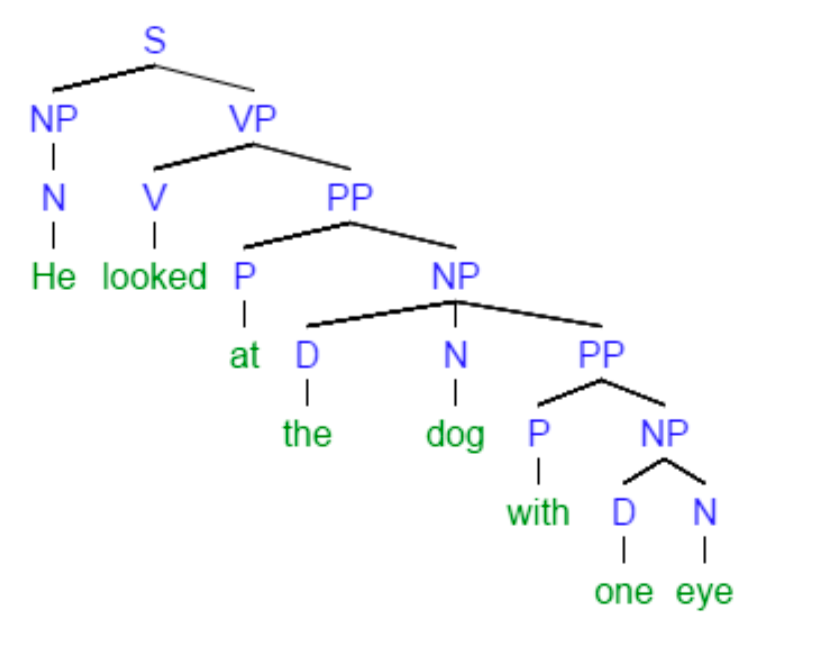 S
NP VP
N V PP
He looked P NP
at D N PP
the dog P NP
with D N
one eye